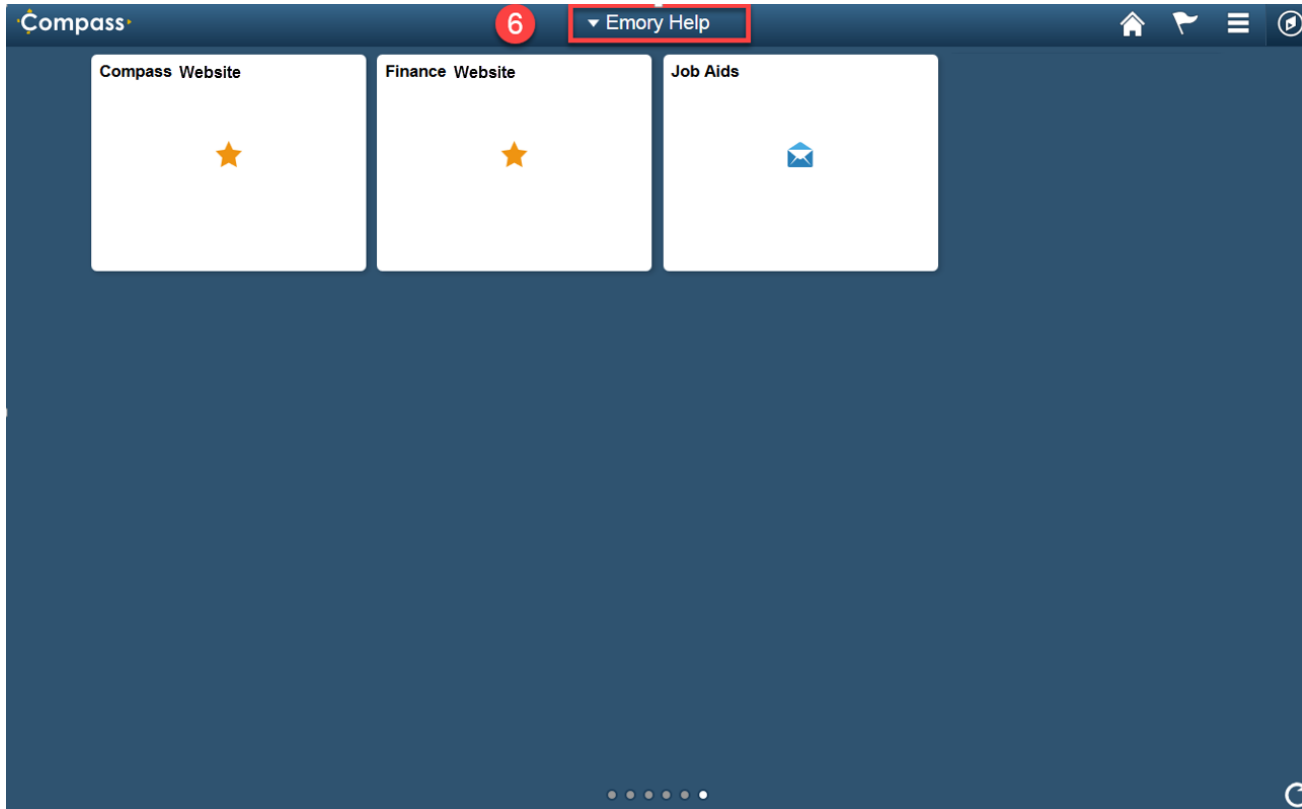 Compass
6
Emory Help
Compass Website
Finance Website
Job Aids